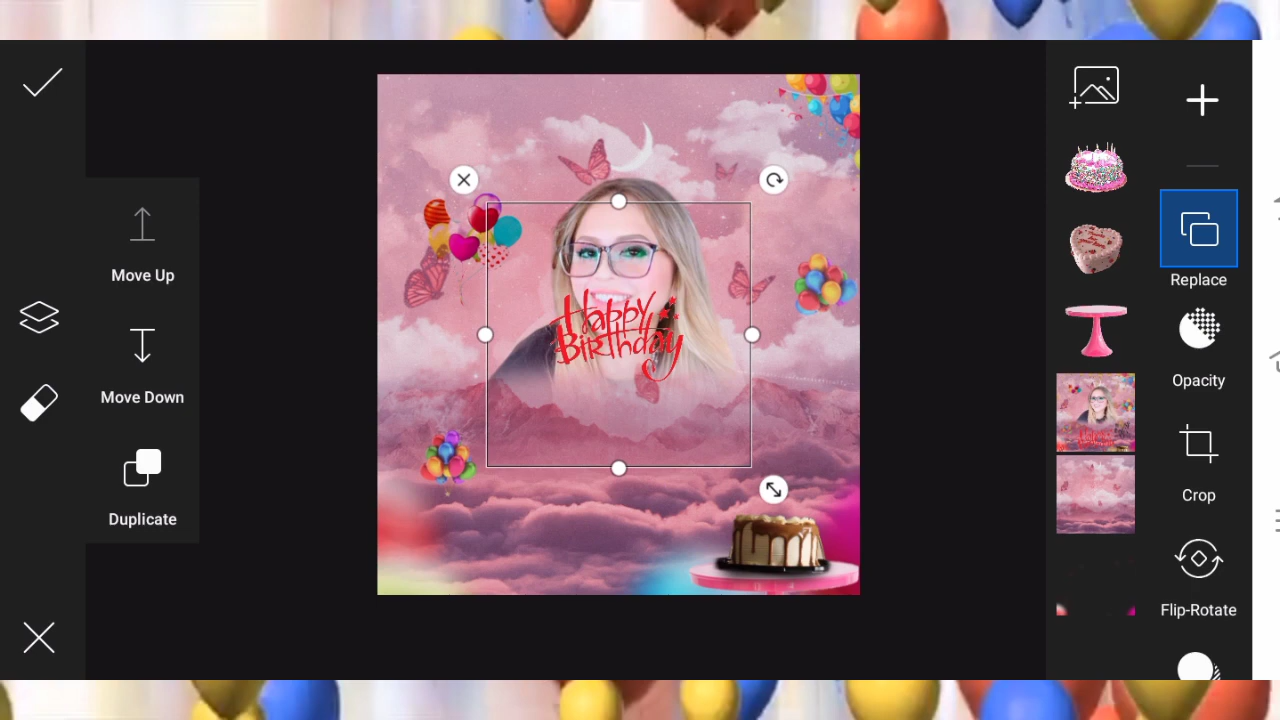 Move Up
Move Down
Duplicate
Happy
Birthday
Replace
Opacity
Crop
Flip-Rotate